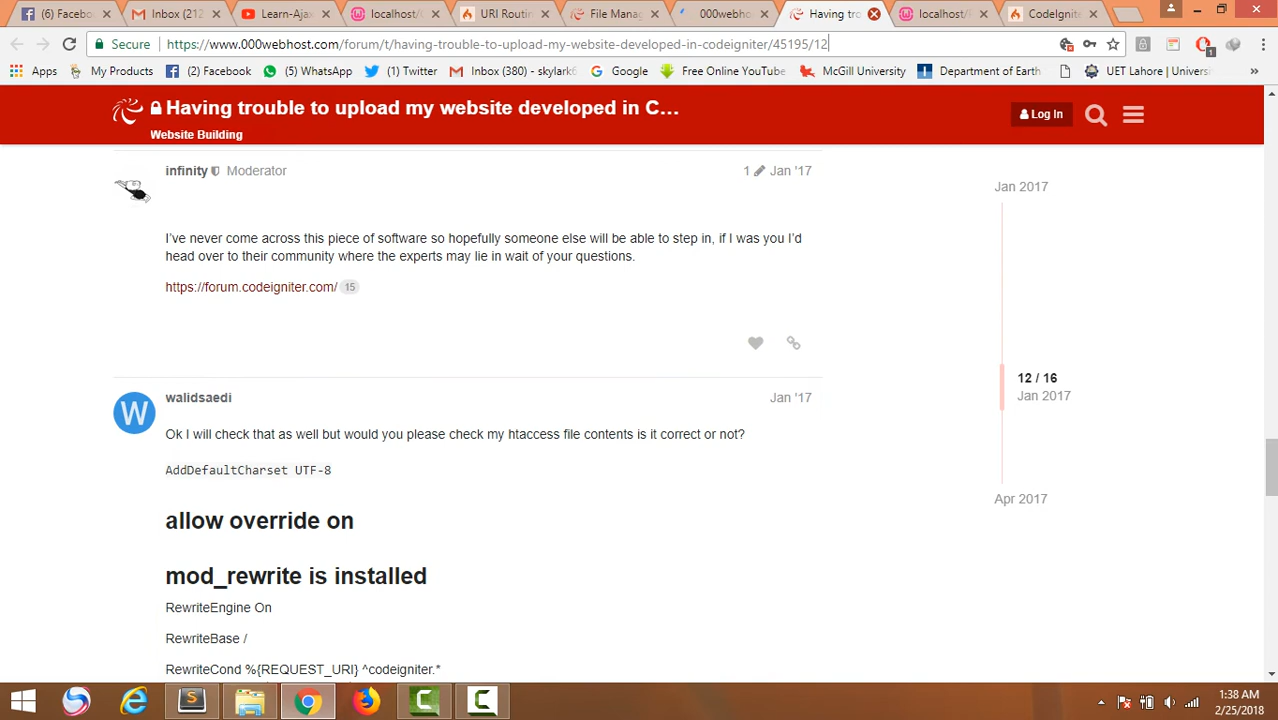 (6) Facebo
Inbox (212
Learn-Ajax
localhost/
URI Routin
File Manag
000webhos
Having tro
localhost/
CodeIgnite
Secure
https://www.000webhost.com/forum/t/having-trouble-to-upload-my-website-developed-in-codeigniter/45195/12
1
Apps
My Products
(2) Facebook
(5) WhatsApp
(1) Twitter
Inbox (380) - skylark6
Google
Free Online YouTube
McGill University
Department of Earth
UET Lahore | Universi
»
Having trouble to upload my website developed in C...
Website Building
Log In
infinity Moderator
1 Jan '17
I've never come across this piece of software so hopefully someone else will be able to step in, if I was you I'd
head over to their community where the experts may lie in wait of your questions.
https://forum.codeigniter.com/ 15
walidsaedi
Jan '17
W
Ok I will check that as well but would you please check my htaccess file contents is it correct or not?
AddDefaultCharset UTF-8
allow override on
mod_rewrite is installed
RewriteEngine On
RewriteBase /
RewriteCond %{REQUEST_URI} ^codeigniter.*
Jan 2017
12 / 16
Jan 2017
Apr 2017
1:38 AM
2/25/2018